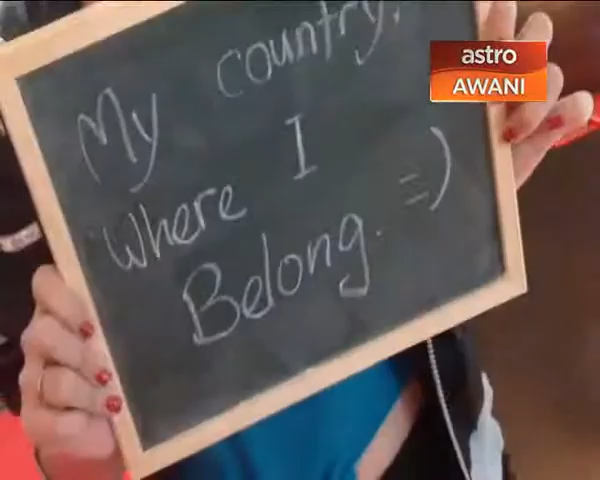 My country,
Where I
Belong. =)
astro
AWANI